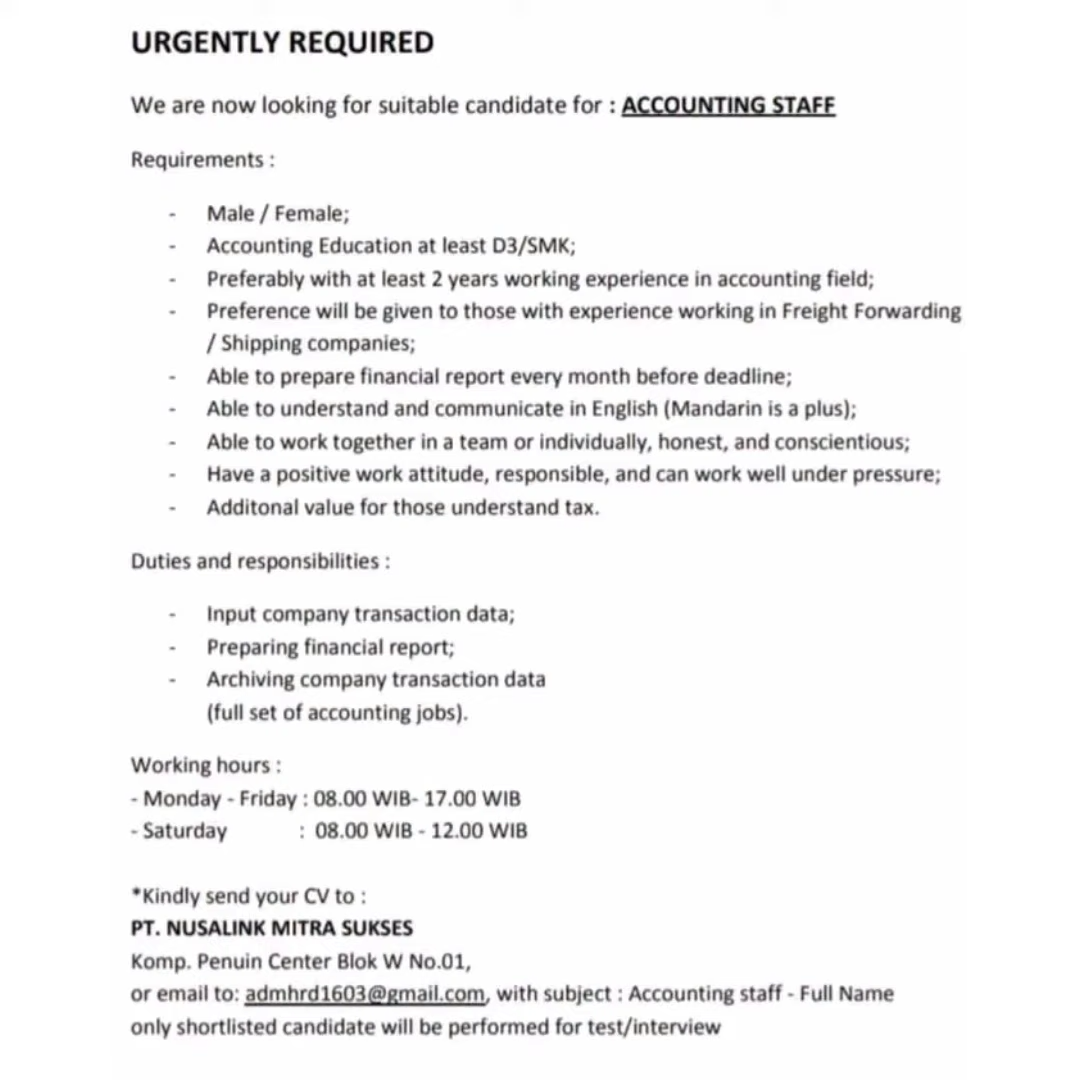 URGENTLY REQUIRED
We are now looking for suitable candidate for : ACCOUNTING STAFF
Requirements :
- Male / Female;
- Accounting Education at least D3/SMK;
- Preferably with at least 2 years working experience in accounting field;
- Preference will be given to those with experience working in Freight Forwarding
/ Shipping companies;
- Able to prepare financial report every month before deadline;
- Able to understand and communicate in English (Mandarin is a plus);
- Able to work together in a team or individually, honest, and conscientious;
- Have a positive work attitude, responsible, and can work well under pressure;
- Additonal value for those understand tax.
Duties and responsibilities :
- Input company transaction data;
- Preparing financial report;
- Archiving company transaction data
(full set of accounting jobs).
Working hours :
- Monday - Friday : 08.00 WIB- 17.00 WIB
- Saturday : 08.00 WIB - 12.00 WIB
*Kindly send your CV to :
PT. NUSALINK MITRA SUKSES
Komp. Penuin Center Blok W No.01,
or email to: admhrd1603@gmail.com, with subject : Accounting staff - Full Name
only shortlisted candidate will be performed for test/interview